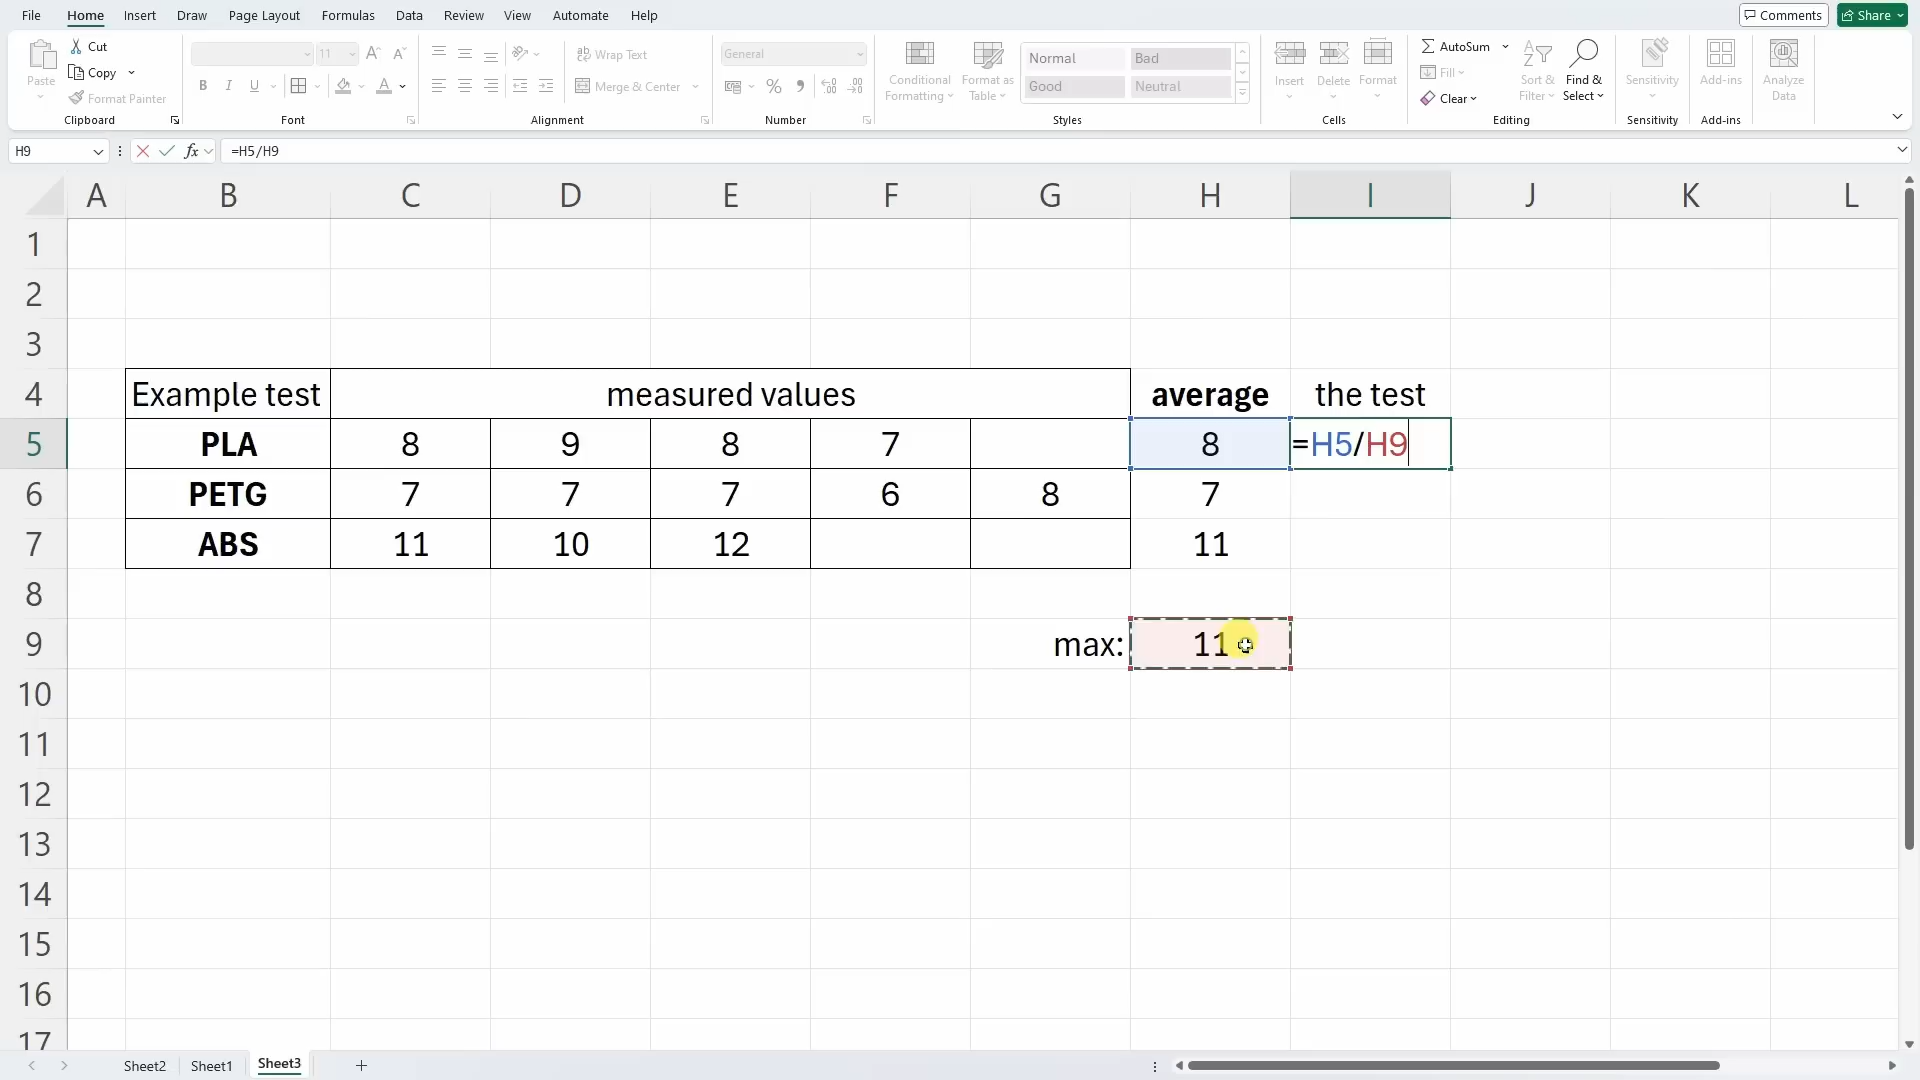 File Home Insert Draw Page Layout Formulas Data Review View Automate Help Comments Share
Paste Cut Copy Format Painter Clipboard
11 A A B I U A Font
ab Wrap Text Merge & Center Alignment
General % , Number
Conditional Formatting Format as Table Normal Bad Good Neutral Styles
Insert Delete Format Cells
AutoSum Fill Clear Sort & Filter Find & Select Editing
Sensitivity Sensitivity
Add-ins Add-ins
Analyze Data
H9 fx =H5/H9
A B C D E F G H I J K L
1
2
3
4 Example test measured values average the test
5 PLA 8 9 8 7 8 =H5/H9
6 PETG 7 7 7 6 8 7
7 ABS 11 10 12 11
8
9 max: 11
10
11
12
13
14
15
16
17
Sheet2 Sheet1 Sheet3 +